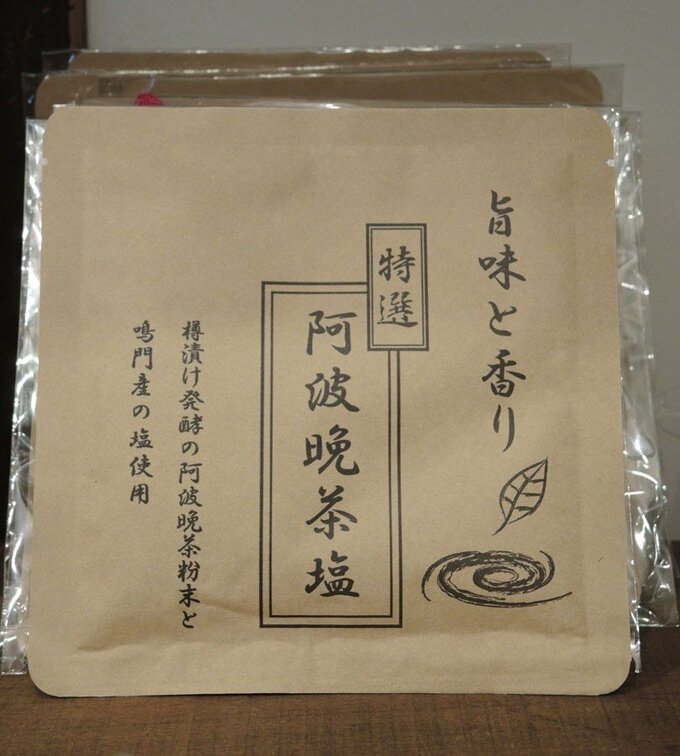 旨味と香り
特選
阿波晩茶塩
樽漬け発酵の阿波晩茶粉末と
鳴門産の塩使用